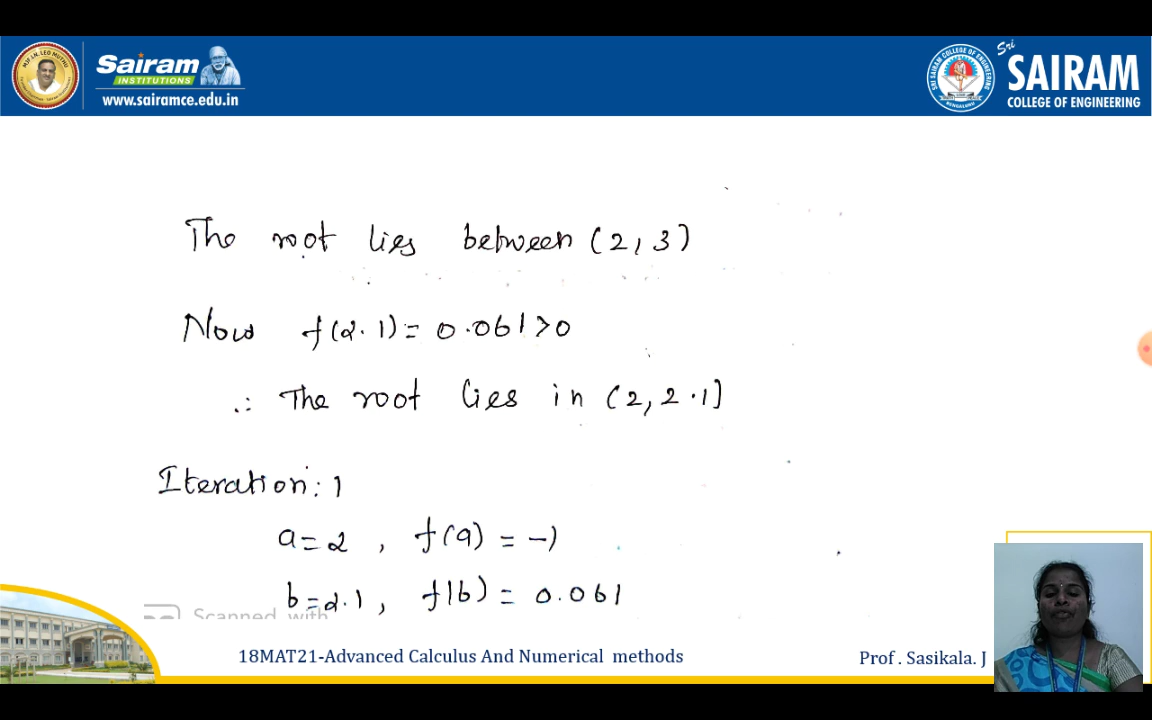 Sairam
INSTITUTIONS
www.sairamce.edu.in
Sri
SAIRAM
COLLEGE OF ENGINEERING
The root lies between (2, 3)
Now f(2.1) = 0.061 > 0
∴ The root lies in (2, 2.1]
Iteration: 1
a = 2 , f(a) = -1
b = 2.1 , f(b) = 0.061
Scanned with
18MAT21-Advanced Calculus And Numerical methods
Prof . Sasikala. J